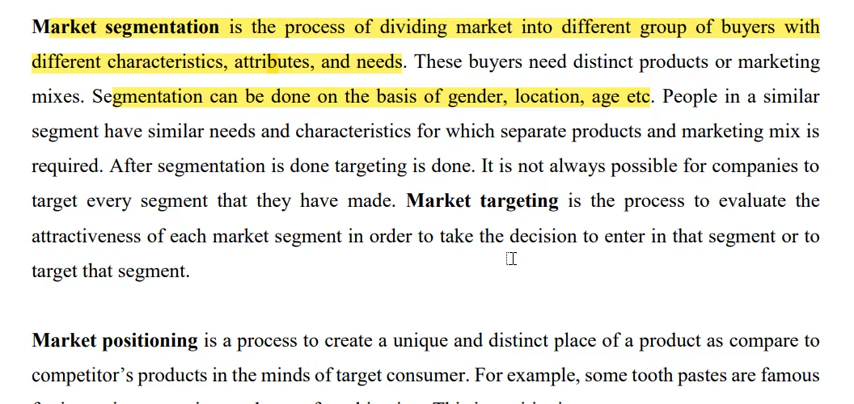 Market segmentation is the process of dividing market into different group of buyers with
different characteristics, attributes, and needs. These buyers need distinct products or marketing
mixes. Segmentation can be done on the basis of gender, location, age etc. People in a similar
segment have similar needs and characteristics for which separate products and marketing mix is
required. After segmentation is done targeting is done. It is not always possible for companies to
target every segment that they have made. Market targeting is the process to evaluate the
attractiveness of each market segment in order to take the decision to enter in that segment or to
target that segment.
Market positioning is a process to create a unique and distinct place of a product as compare to
competitor's products in the minds of target consumer. For example, some tooth pastes are famous